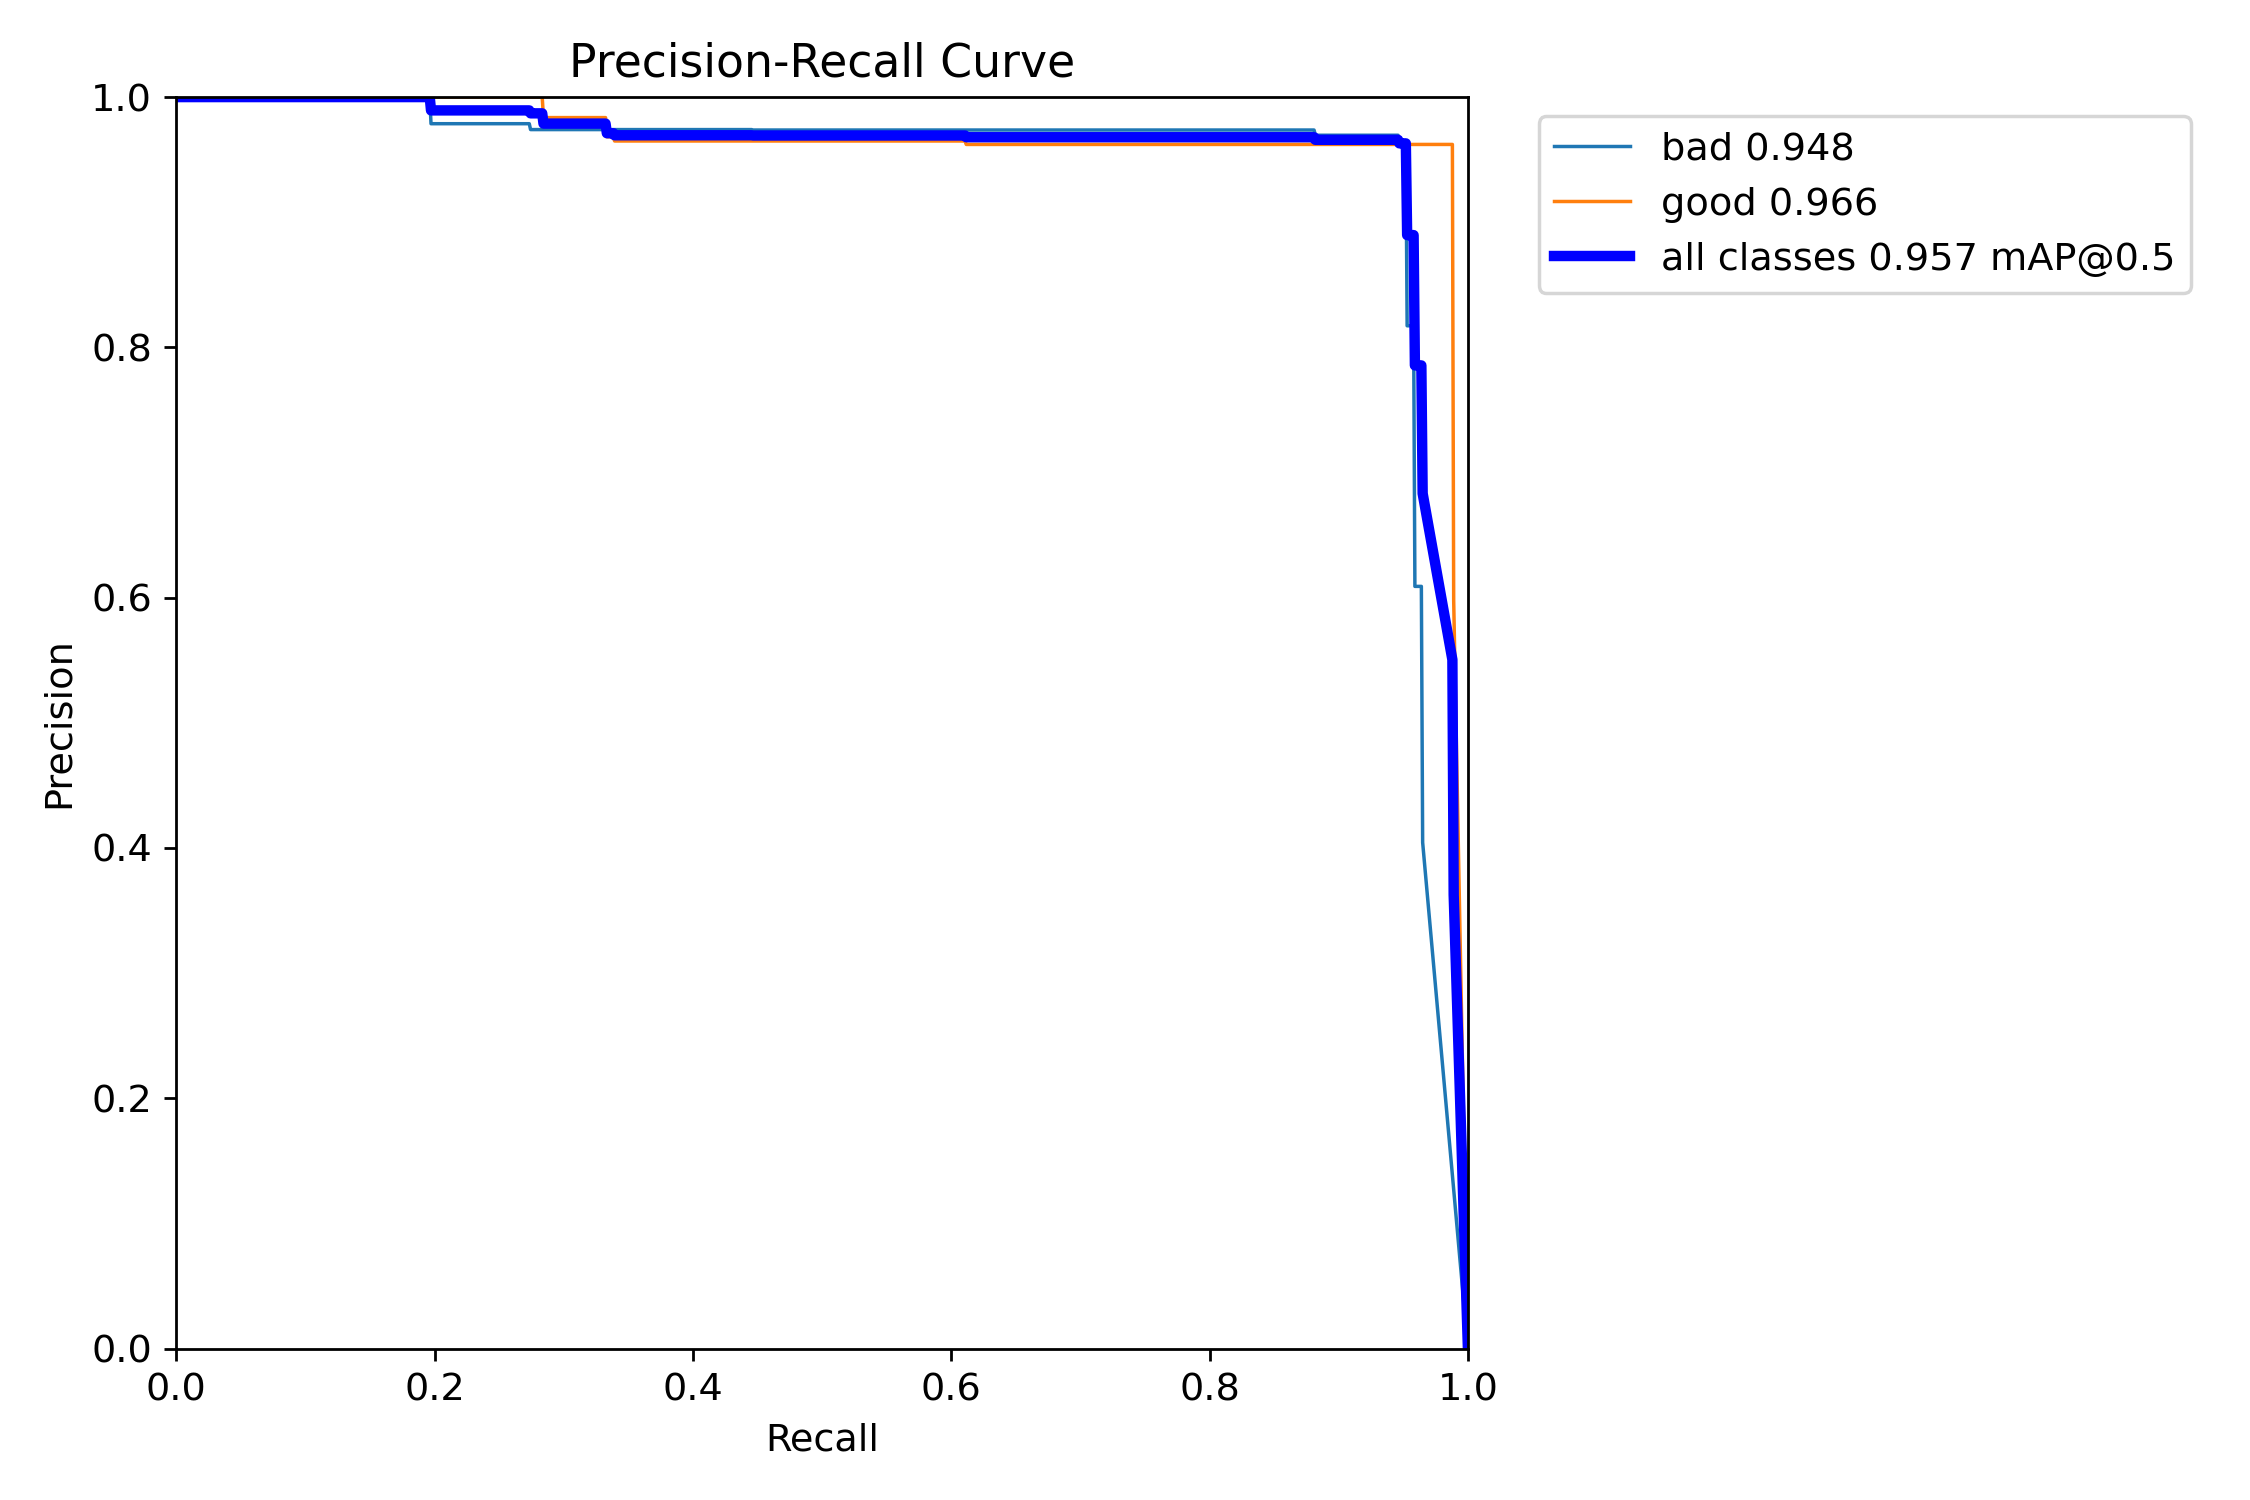 Precision-Recall Curve
bad 0.948
good 0.966
all classes 0.957 mAP@0.5
1.0
0.8
0.6
0.4
0.2
0.0
Precision
0.0 0.2 0.4 0.6 0.8 1.0
Recall